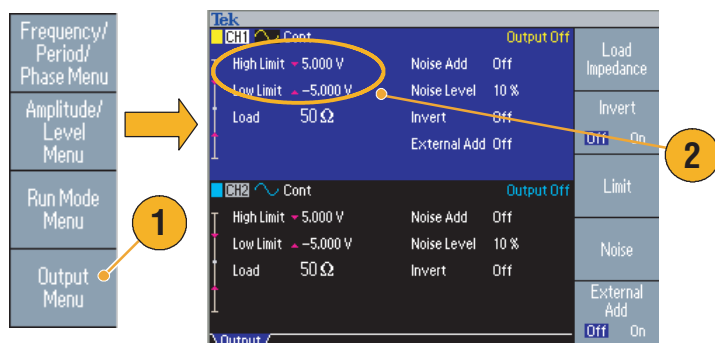 Frequency/
Period/
Phase Menu
Amplitude/
Level
Menu
Run Mode
Menu
Output
Menu
1
Tek
CH1 Cont Output Off
High Limit 5.000 V Noise Add Off
Low Limit -5.000 V Noise Level 10 %
Load 50 Ω Invert Off
External Add Off
CH2 Cont Output Off
High Limit 5.000 V Noise Add Off
Low Limit -5.000 V Noise Level 10 %
Load 50 Ω Invert Off
Output
Load
Impedance
Invert
Off On
Limit
Noise
External
Add
Off On
2